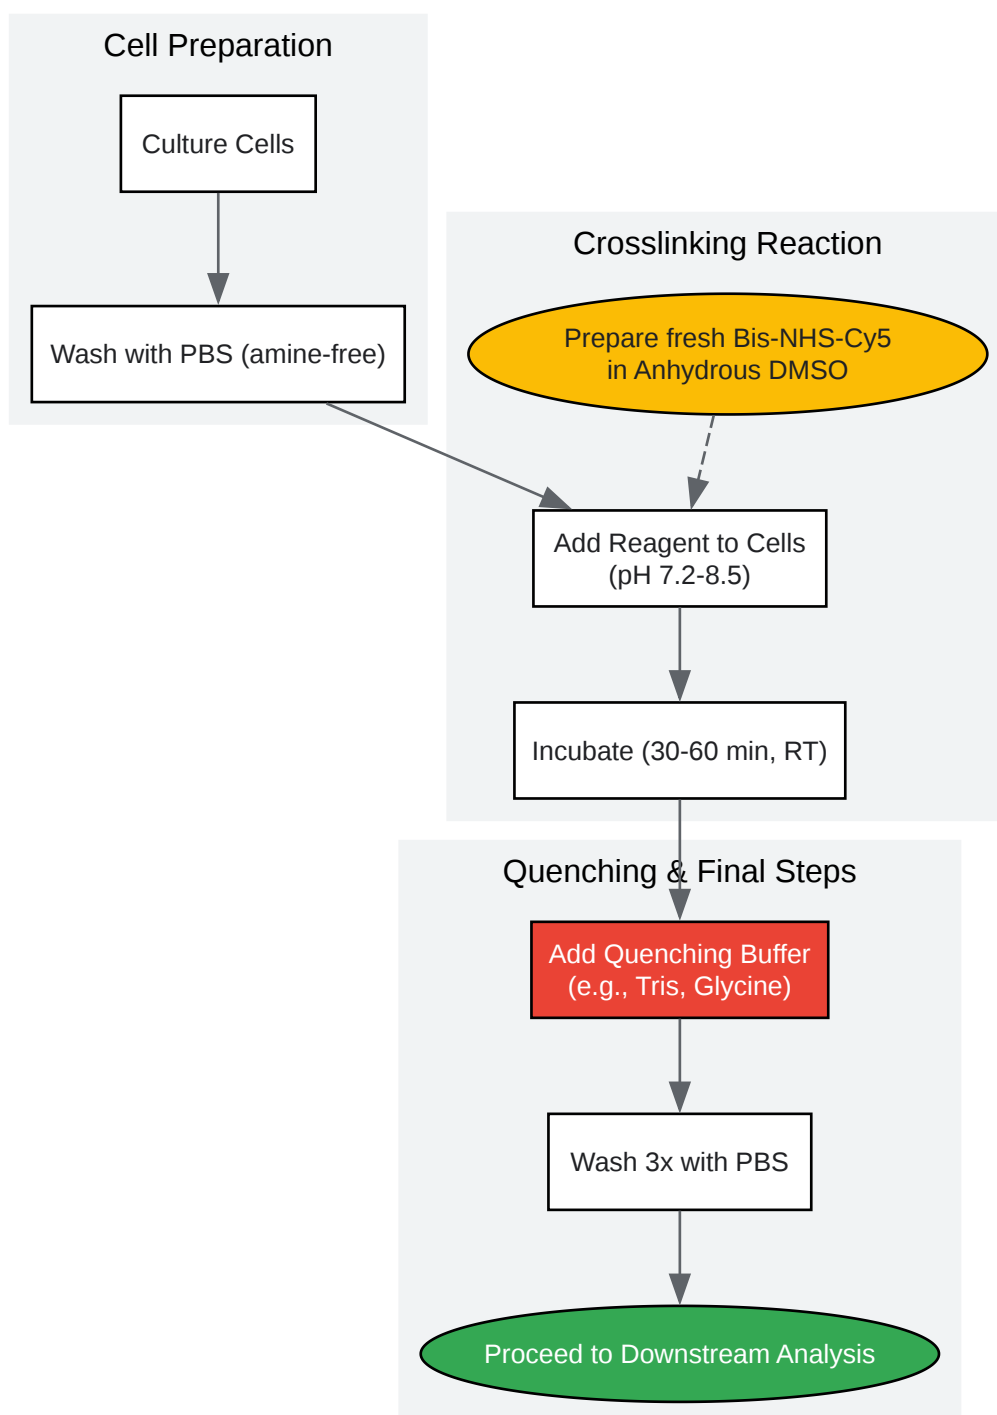 Cell Preparation
Culture Cells
Wash with PBS (amine-free)
Crosslinking Reaction
Prepare fresh Bis-NHS-Cy5
in Anhydrous DMSO
Add Reagent to Cells
(pH 7.2-8.5)
Incubate (30-60 min, RT)
Quenching & Final Steps
Add Quenching Buffer
(e.g., Tris, Glycine)
Wash 3x with PBS
Proceed to Downstream Analysis